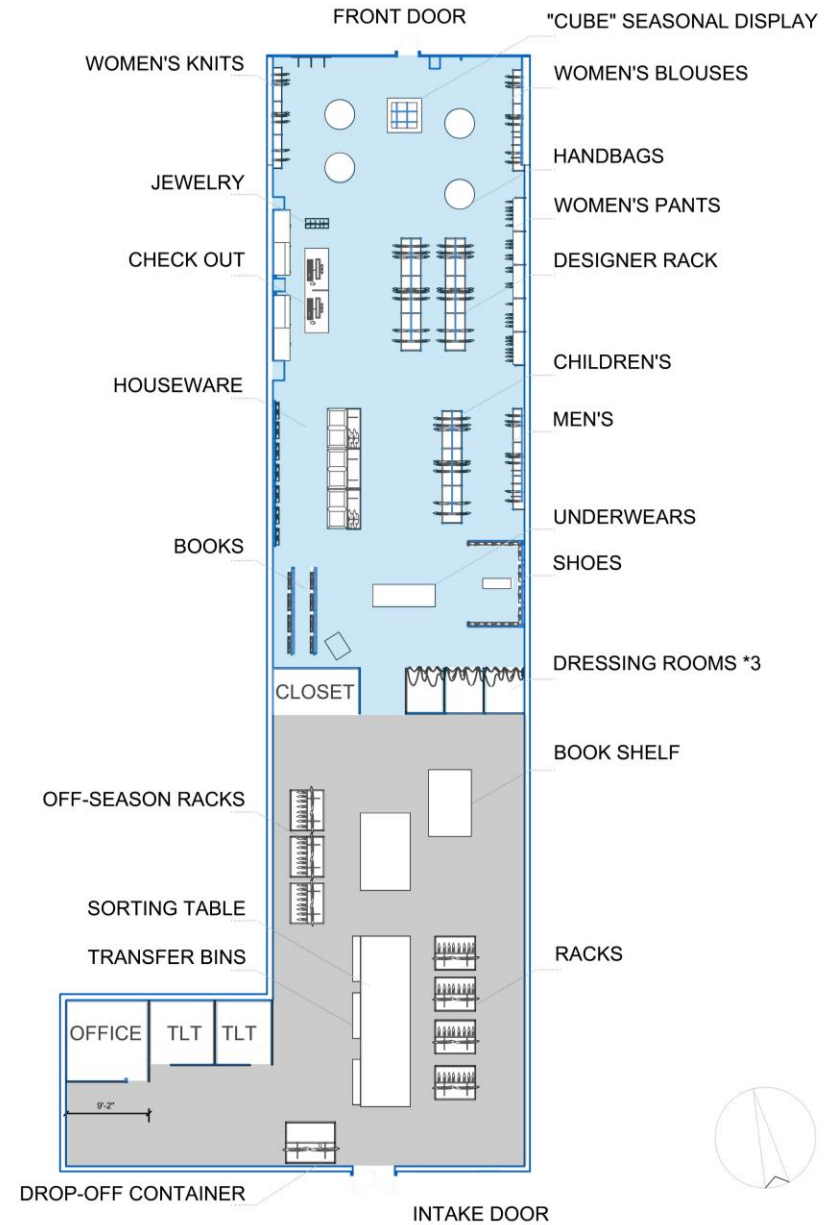 FRONT DOOR
"CUBE" SEASONAL DISPLAY
WOMEN'S KNITS
WOMEN'S BLOUSES
HANDBAGS
JEWELRY
WOMEN'S PANTS
CHECK OUT
DESIGNER RACK
CHILDREN'S
HOUSEWARE
MEN'S
UNDERWEARS
BOOKS
SHOES
DRESSING ROOMS *3
CLOSET
BOOK SHELF
OFF-SEASON RACKS
SORTING TABLE
TRANSFER BINS
RACKS
OFFICE
TLT
TLT
9'-2"
DROP-OFF CONTAINER
INTAKE DOOR